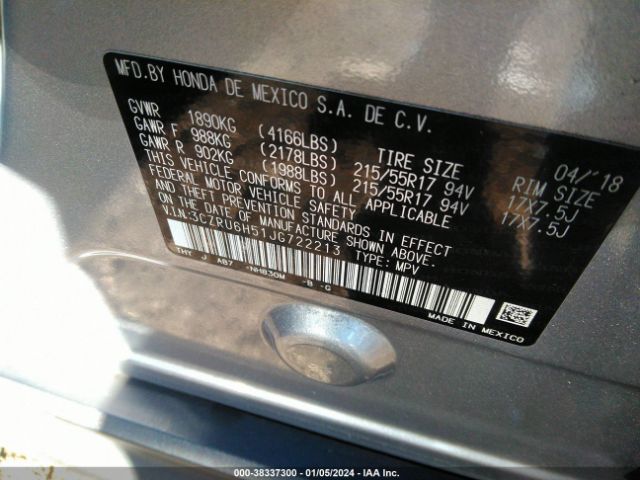 MFD.BY HONDA DE MEXICO S.A. DE C.V.
04/'18
GVWR 1890KG (4166LBS) TIRE SIZE RIM SIZE
GAWR F 988KG (2178LBS) 215/55R17 94V 17X7.5J
GAWR R 902KG (1988LBS) 215/55R17 94V 17X7.5J
THIS VEHICLE CONFORMS TO ALL APPLICABLE
FEDERAL MOTOR VEHICLE SAFETY
AND THEFT PREVENTION STANDARDS IN EFFECT
ON THE DATE OF MANUFACTURE SHOWN ABOVE.
V.I.N:3CZRU6H51JG722213 TYPE: MPV
THY J AB7 -NH830M -B -G
MADE IN MEXICO
000-38337300 — 01/05/2024 — IAA Inc.